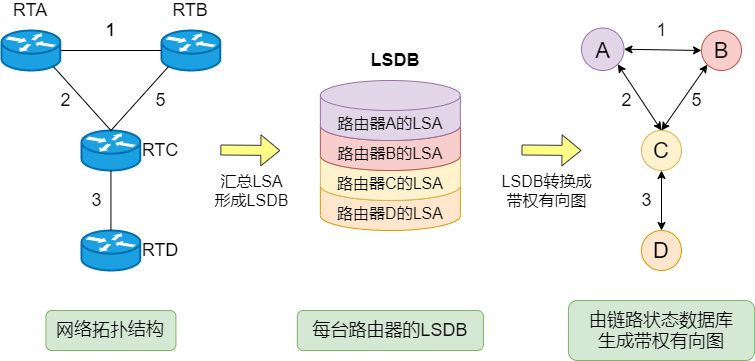 RTA
RTB
1
2
5
RTC
3
RTD
网络拓扑结构
汇总LSA
形成LSDB
LSDB
路由器A的LSA
路由器B的LSA
路由器C的LSA
路由器D的LSA
每台路由器的LSDB
LSDB转换成
带权有向图
A
1
B
2
5
C
3
D
由链路状态数据库
生成带权有向图